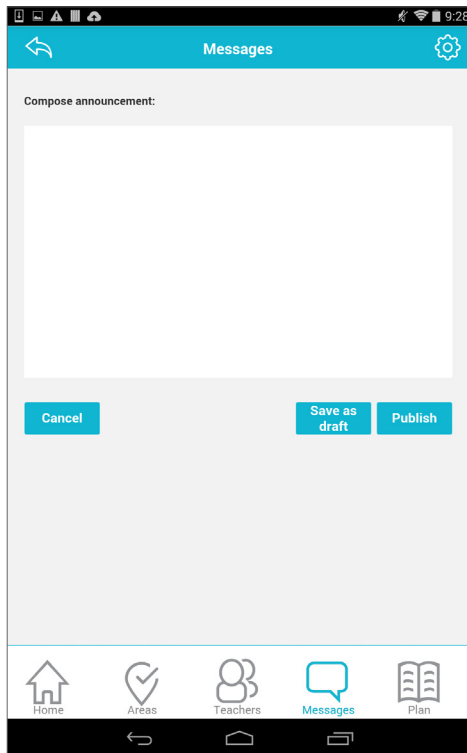 9:28
Messages
Compose announcement:
Cancel
Save as
draft
Publish
Home
Areas
Teachers
Messages
Plan